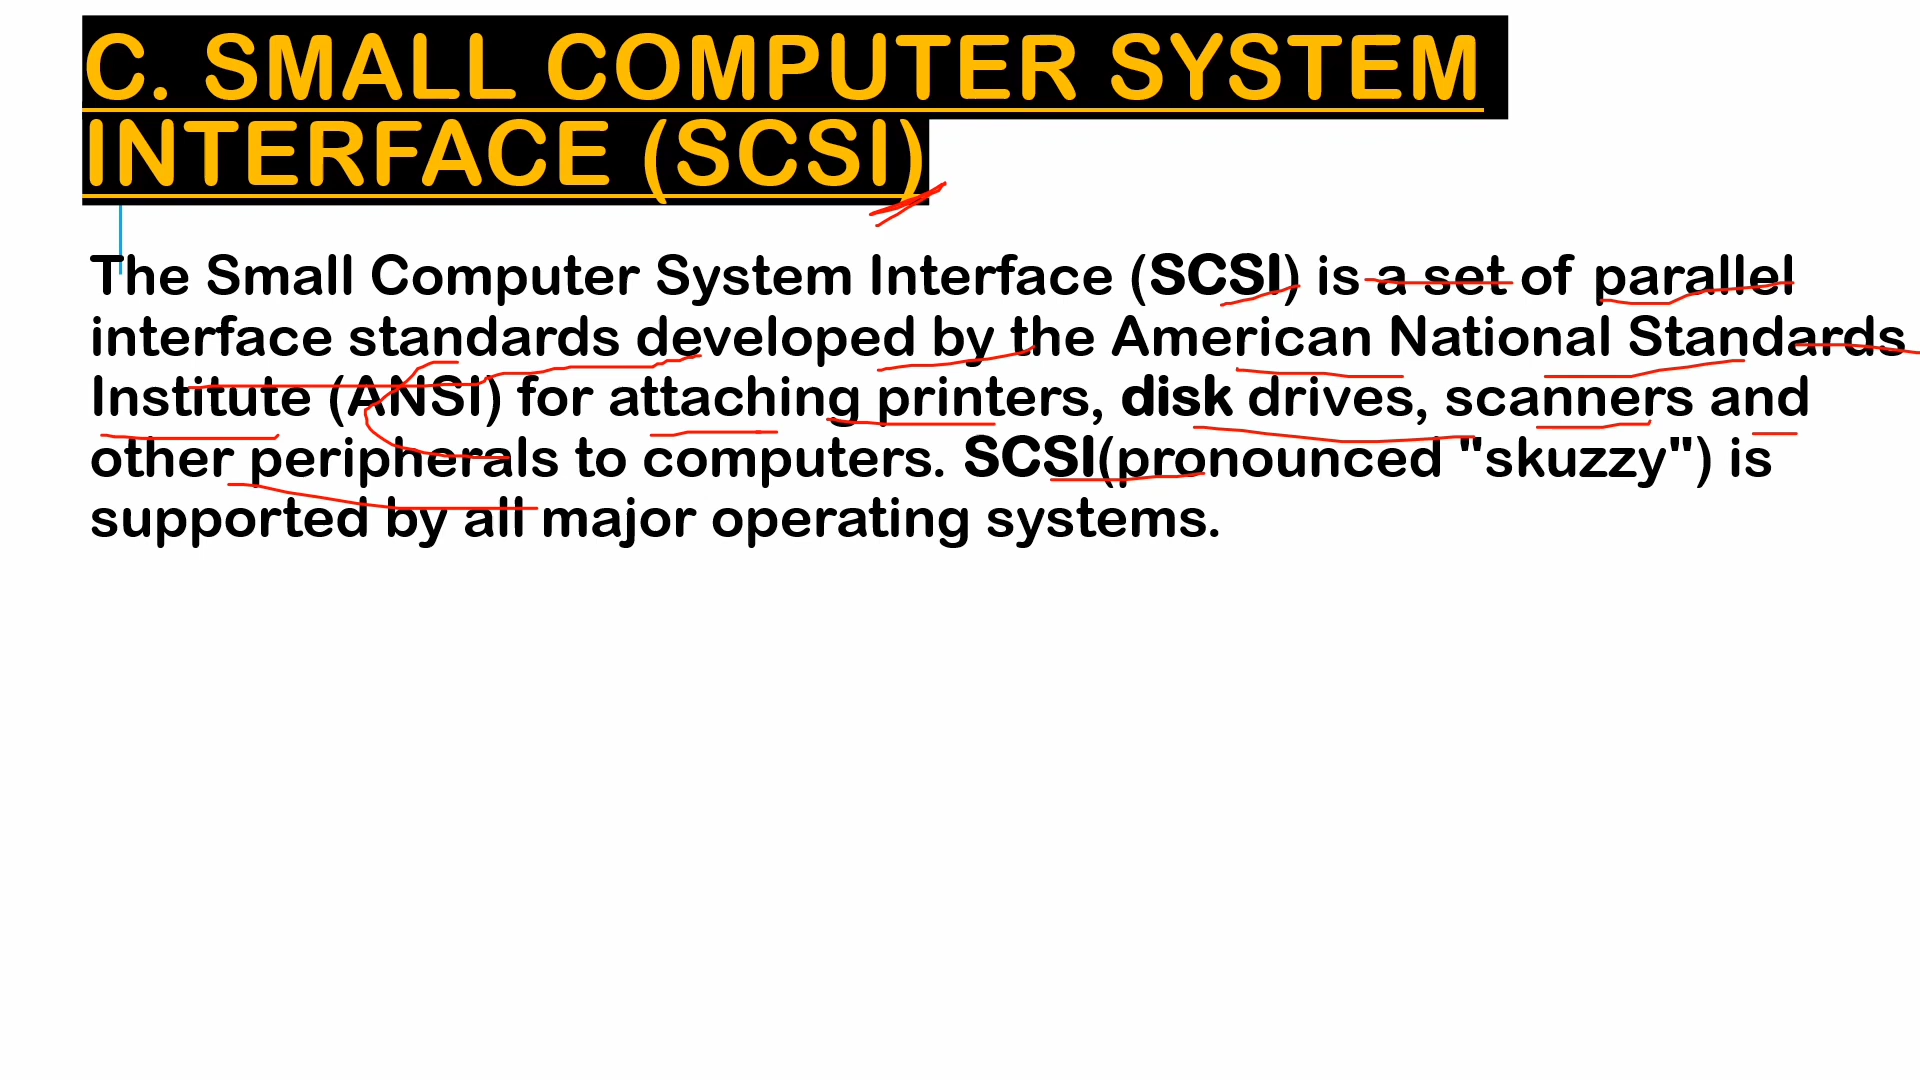 C. SMALL COMPUTER SYSTEM
INTERFACE (SCSI)
The Small Computer System Interface (SCSI) is a set of parallel
interface standards developed by the American National Standards
Institute (ANSI) for attaching printers, disk drives, scanners and
other peripherals to computers. SCSI(pronounced "skuzzy") is
supported by all major operating systems.